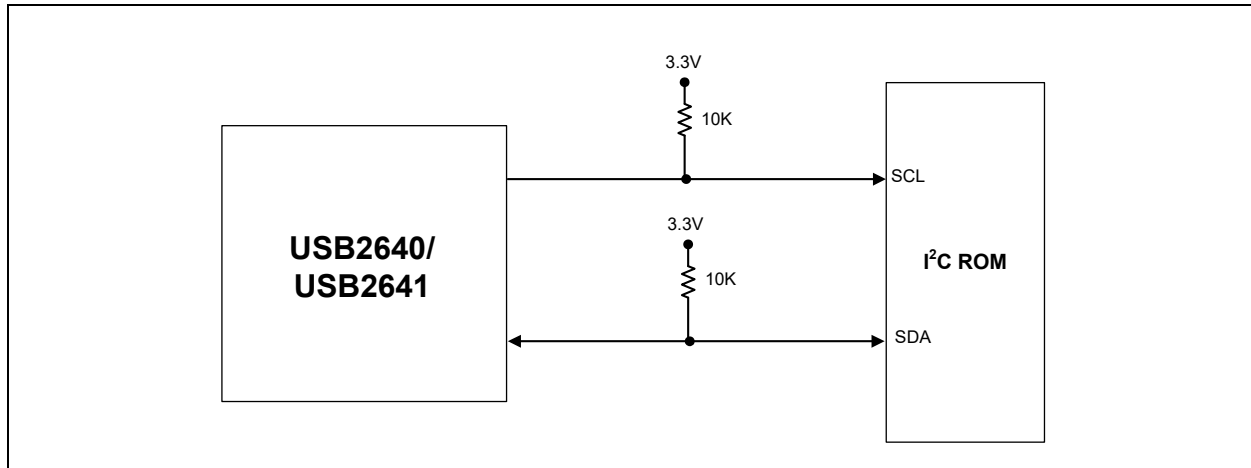 3.3V
10K
SCL
USB2640/
USB2641
3.3V
10K
I²C ROM
SDA